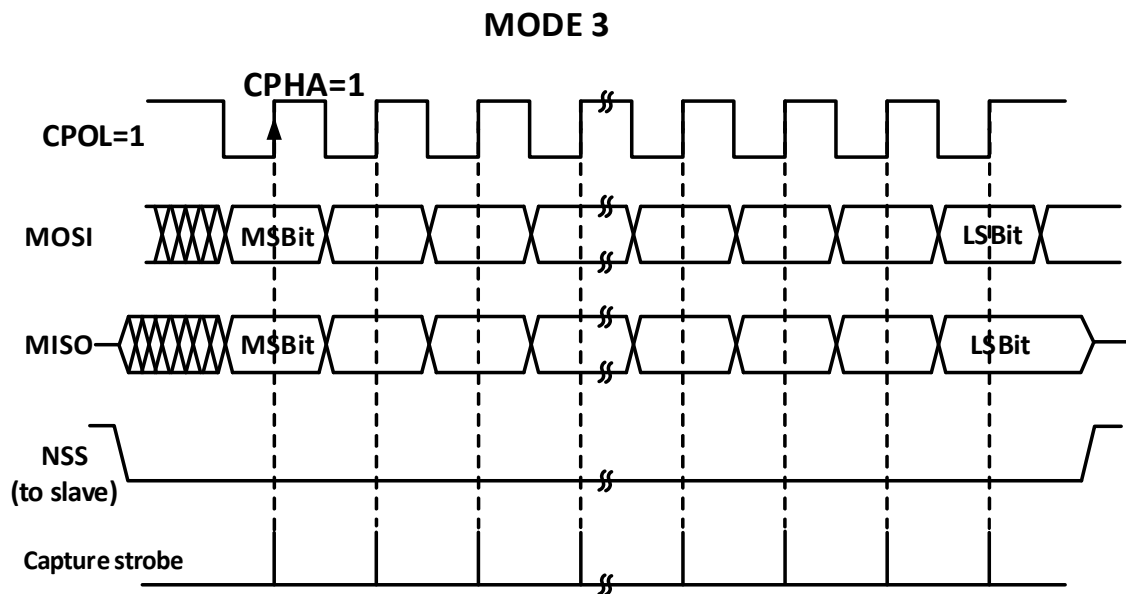 MODE 3
CPHA=1
CPOL=1
MOSI
MSBit
LSBit
MISO
MSBit
LSBit
NSS
(to slave)
Capture strobe